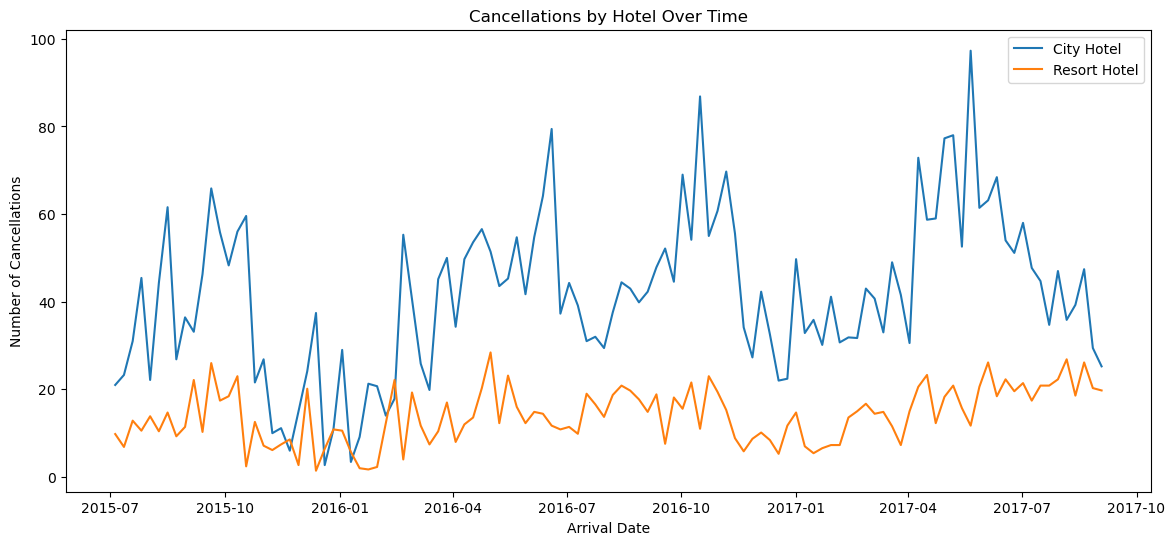 Cancellations by Hotel Over Time
City Hotel
Resort Hotel
Number of Cancellations
100
80
60
40
20
0
2015-07 2015-10 2016-01 2016-04 2016-07 2016-10 2017-01 2017-04 2017-07 2017-10
Arrival Date